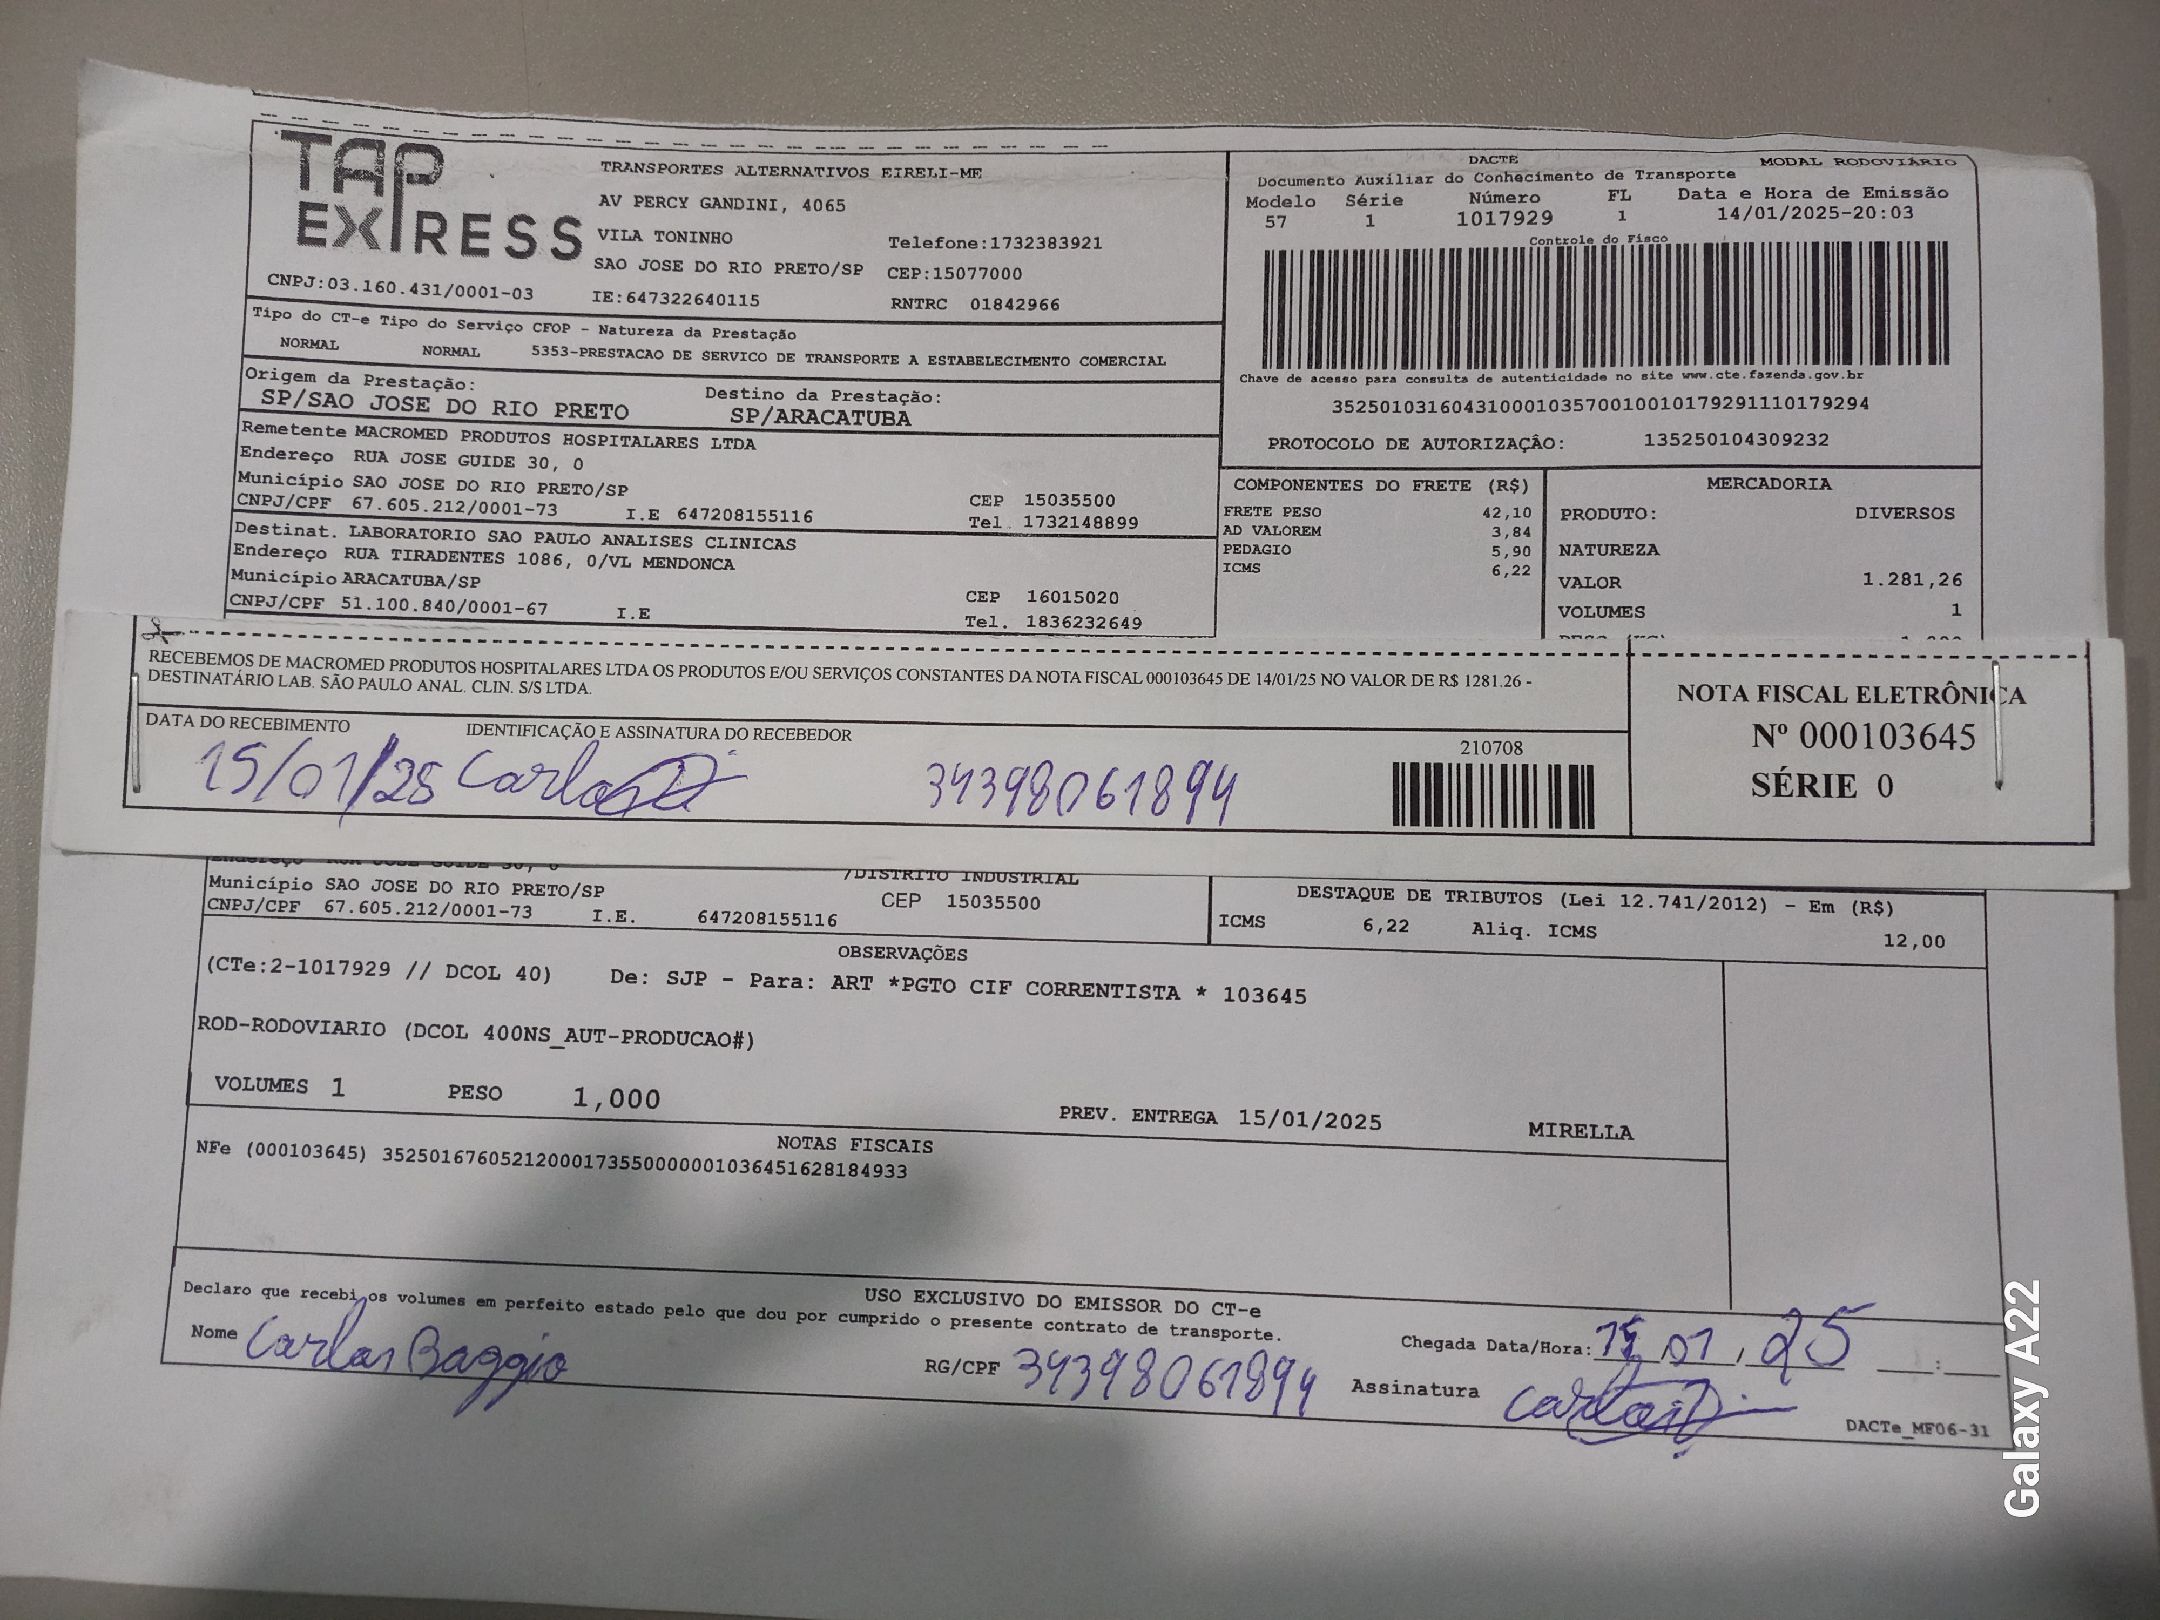 TAP EXPRESS
TRANSPORTES ALTERNATIVOS EIRELI-ME
AV PERCY GANDINI, 4065
VILA TONINHO Telefone:1732383921
SAO JOSE DO RIO PRETO/SP CEP:15077000
CNPJ:03.160.431/0001-03 IE:647322640115 RNTRC 01842966
DACTE MODAL RODOVIÁRIO
Documento Auxiliar do Conhecimento de Transporte
Modelo Série Número FL Data e Hora de Emissão
57 1 1017929 1 14/01/2025-20:03
Controle do Fisco
Chave de acesso para consulta de autenticidade no site www.cte.fazenda.gov.br
35250103160431000103570010010179291110179294
PROTOCOLO DE AUTORIZAÇÃO: 135250104309232
Tipo do CT-e Tipo do Serviço CFOP - Natureza da Prestação
NORMAL NORMAL 5353-PRESTACAO DE SERVICO DE TRANSPORTE A ESTABELECIMENTO COMERCIAL
Origem da Prestação: Destino da Prestação:
SP/SAO JOSE DO RIO PRETO SP/ARACATUBA
Remetente MACROMED PRODUTOS HOSPITALARES LTDA
Endereço RUA JOSE GUIDE 30, 0
Município SAO JOSE DO RIO PRETO/SP CEP 15035500
CNPJ/CPF 67.605.212/0001-73 I.E 647208155116 Tel. 1732148899
Destinat. LABORATORIO SAO PAULO ANALISES CLINICAS
Endereço RUA TIRADENTES 1086, 0/VL MENDONCA
Município ARACATUBA/SP CEP 16015020
CNPJ/CPF 51.100.840/0001-67 I.E Tel. 1836232649
COMPONENTES DO FRETE (R$)
FRETE PESO 42,10
AD VALOREM 3,84
PEDAGIO 5,90
ICMS 6,22
MERCADORIA
PRODUTO: DIVERSOS
NATUREZA
VALOR 1.281,26
VOLUMES 1
RECEBEMOS DE MACROMED PRODUTOS HOSPITALARES LTDA OS PRODUTOS E/OU SERVIÇOS CONSTANTES DA NOTA FISCAL 000103645 DE 14/01/25 NO VALOR DE R$ 1281.26 -
DESTINATÁRIO LAB. SÃO PAULO ANAL. CLIN. S/S LTDA.
DATA DO RECEBIMENTO IDENTIFICAÇÃO E ASSINATURA DO RECEBEDOR
15/01/25 Carlos 34398061894
210708
NOTA FISCAL ELETRÔNICA
Nº 000103645
SÉRIE 0
Endereço RUA JOSE GUIDE 30, 0
/DISTRITO INDUSTRIAL
Município SAO JOSE DO RIO PRETO/SP CEP 15035500
CNPJ/CPF 67.605.212/0001-73 I.E. 647208155116
DESTAQUE DE TRIBUTOS (Lei 12.741/2012) - Em (R$)
ICMS 6,22 Aliq. ICMS 12,00
OBSERVAÇÕES
(CTe:2-1017929 // DCOL 40) De: SJP - Para: ART *PGTO CIF CORRENTISTA * 103645
ROD-RODOVIARIO (DCOL 400NS_AUT-PRODUCAO#)
VOLUMES 1 PESO 1,000 PREV. ENTREGA 15/01/2025 MIRELLA
NOTAS FISCAIS
NFe (000103645) 35250167605212000173550000001036451628184933
USO EXCLUSIVO DO EMISSOR DO CT-e
Declaro que recebi os volumes em perfeito estado pelo que dou por cumprido o presente contrato de transporte.
Nome Carlos Baggio RG/CPF 34398061894
Chegada Data/Hora: 15/01/25 :
Assinatura Carlos
DACTe_MF06-31
Galaxy A22